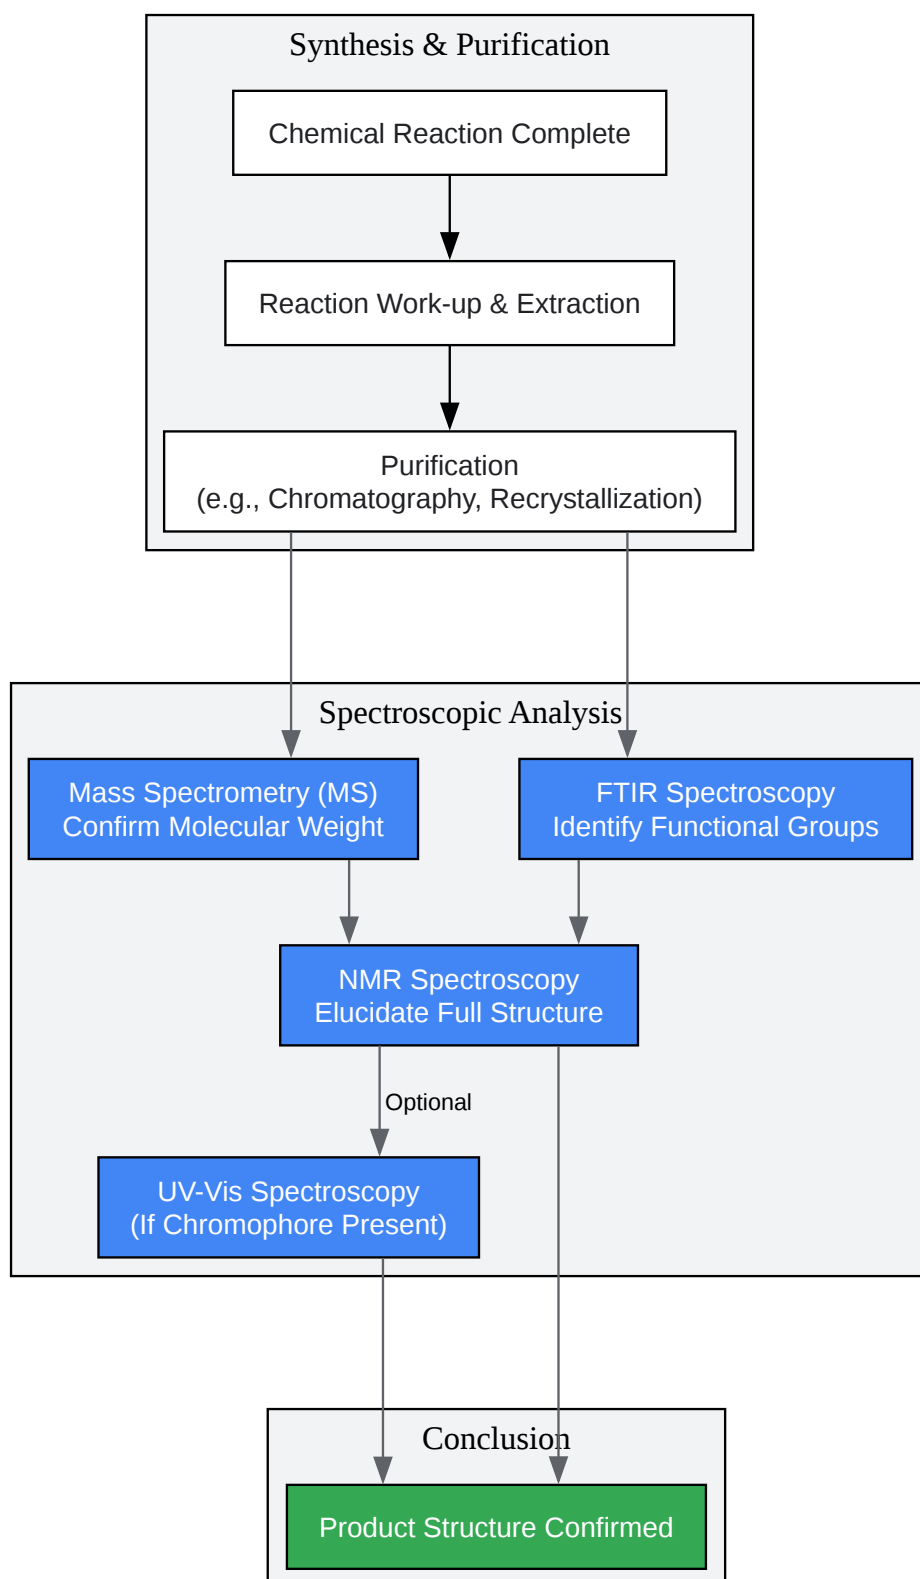 Synthesis & Purification
Chemical Reaction Complete
Reaction Work-up & Extraction
Purification
(e.g., Chromatography, Recrystallization)
Spectroscopic Analysis
Mass Spectrometry (MS)
Confirm Molecular Weight
FTIR Spectroscopy
Identify Functional Groups
NMR Spectroscopy
Elucidate Full Structure
Optional
UV-Vis Spectroscopy
(If Chromophore Present)
Conclusion
Product Structure Confirmed